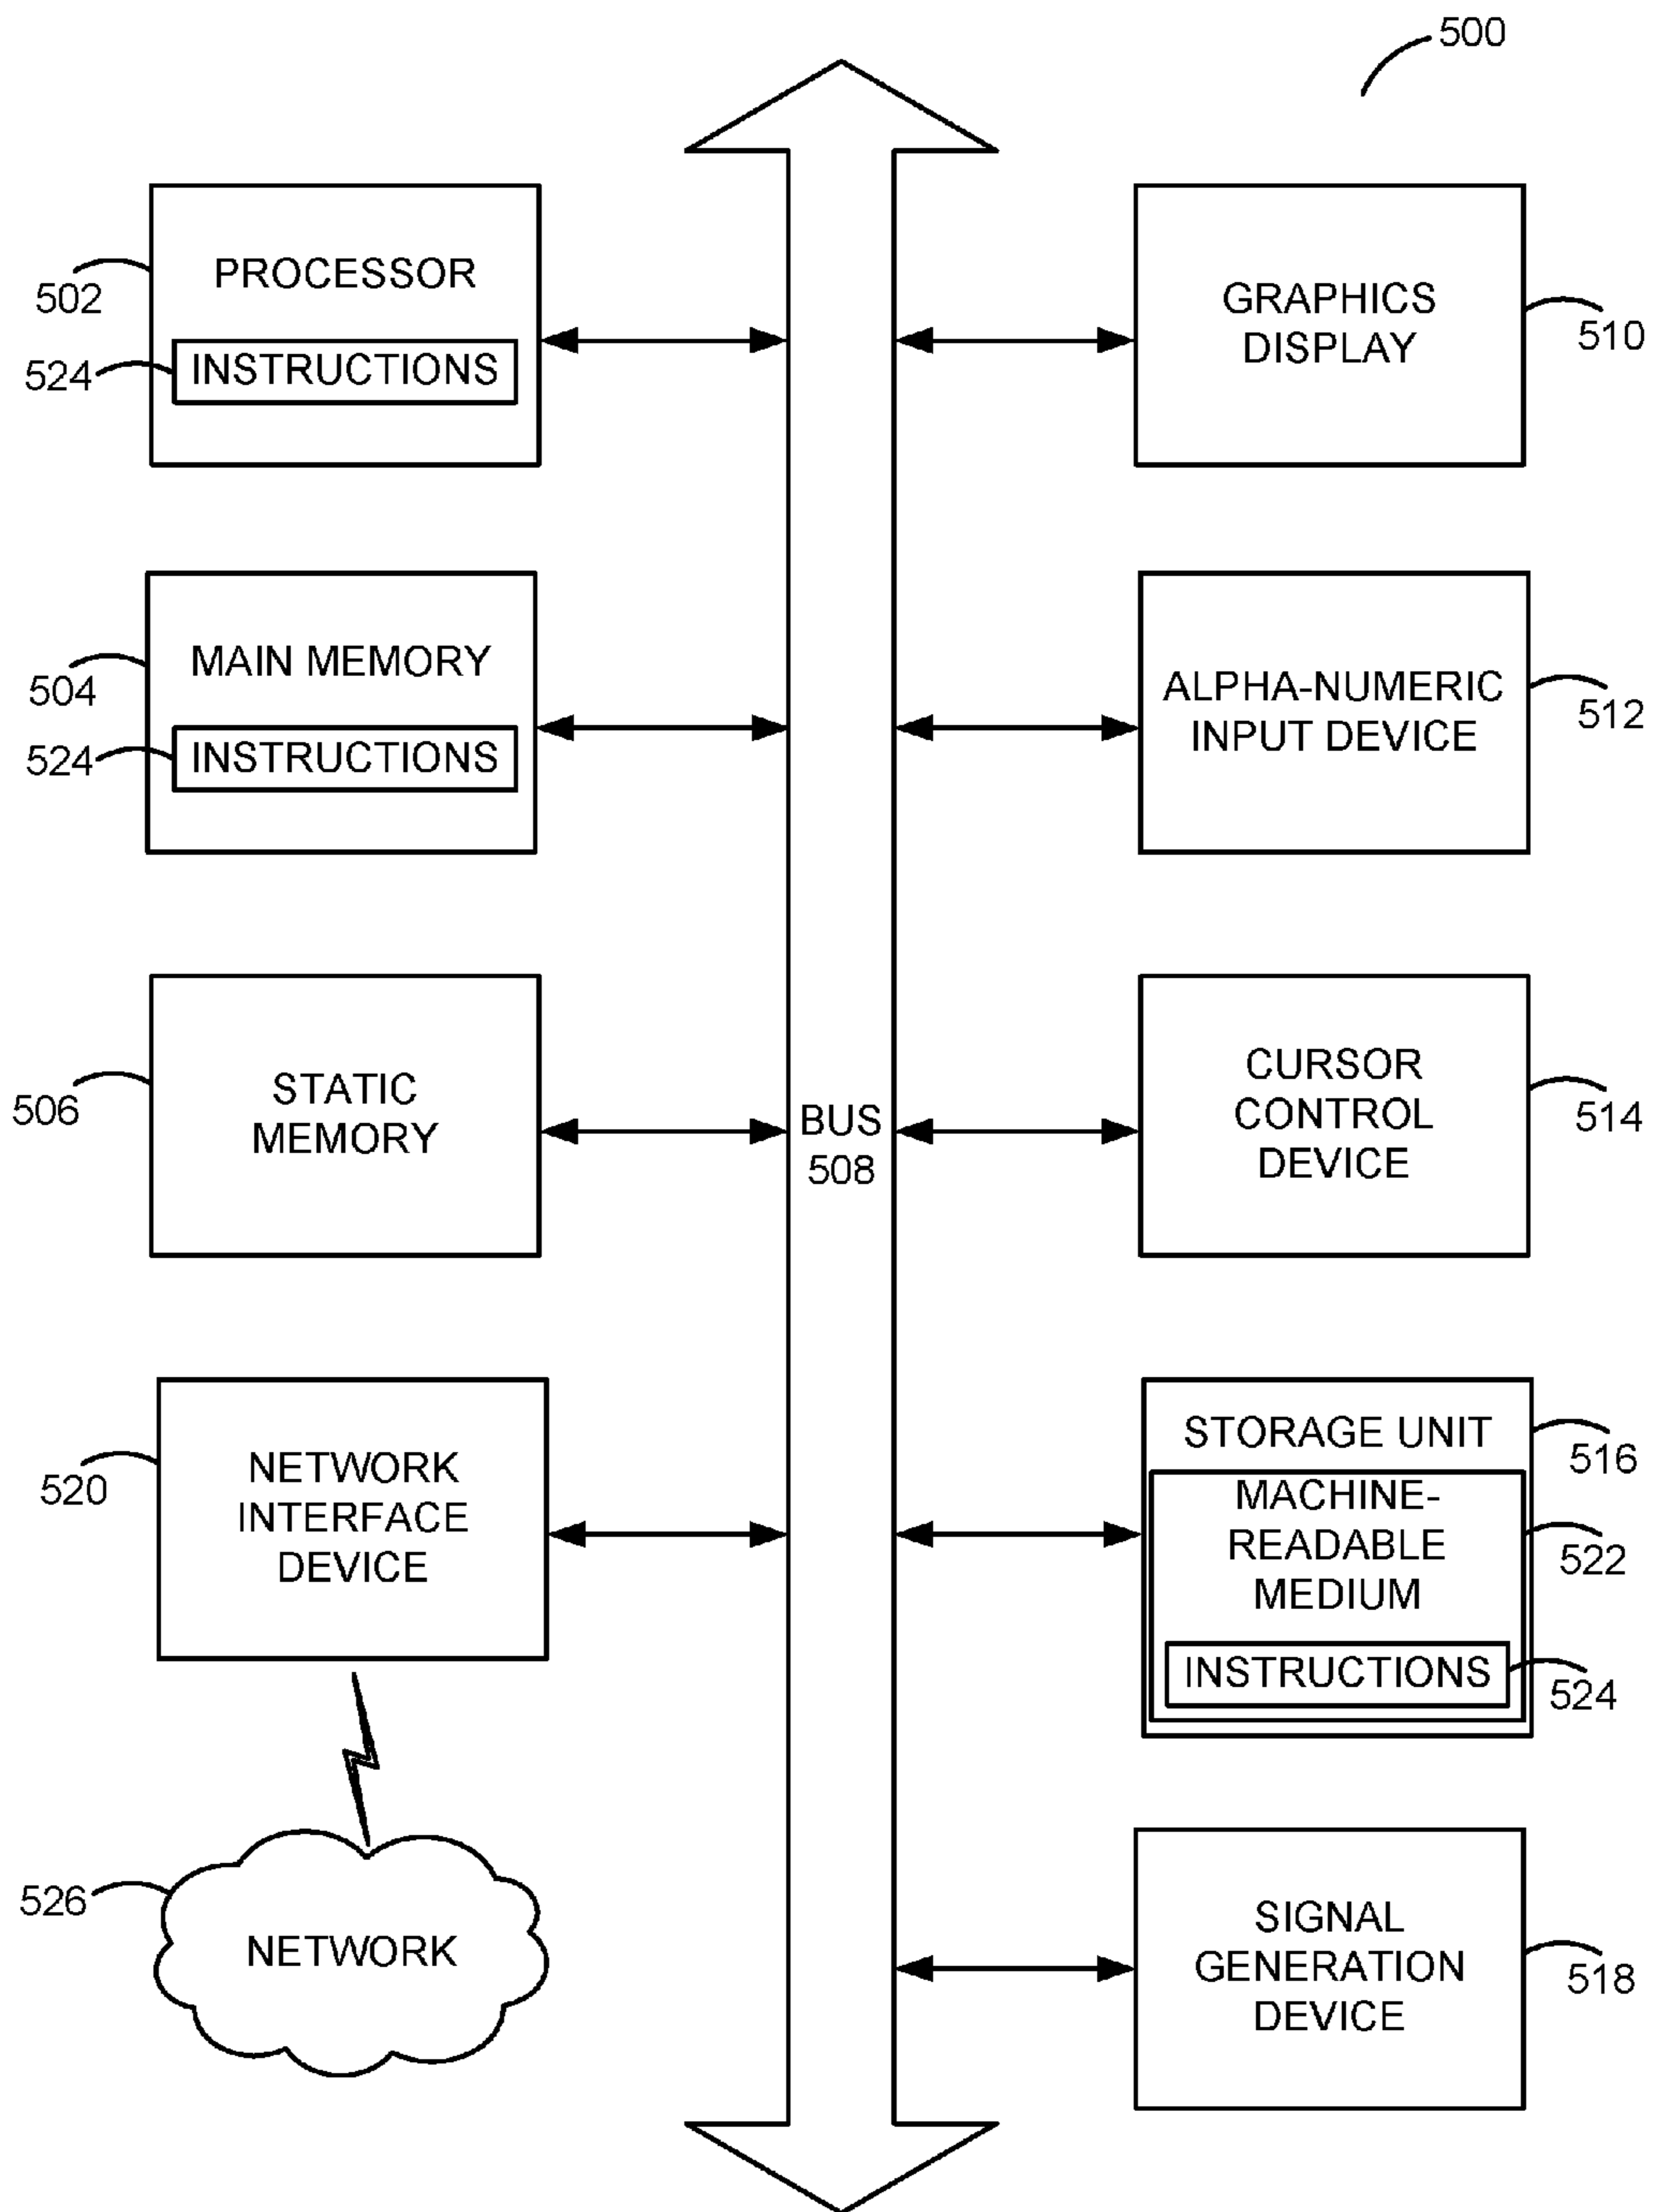 500
PROCESSOR
502
524
INSTRUCTIONS
GRAPHICS
DISPLAY
510
MAIN MEMORY
504
524
INSTRUCTIONS
ALPHA-NUMERIC
INPUT DEVICE
512
STATIC
MEMORY
506
BUS
508
CURSOR
CONTROL
DEVICE
514
NETWORK
INTERFACE
DEVICE
520
STORAGE UNIT
516
MACHINE-
READABLE
MEDIUM
522
INSTRUCTIONS
524
526
NETWORK
SIGNAL
GENERATION
DEVICE
518